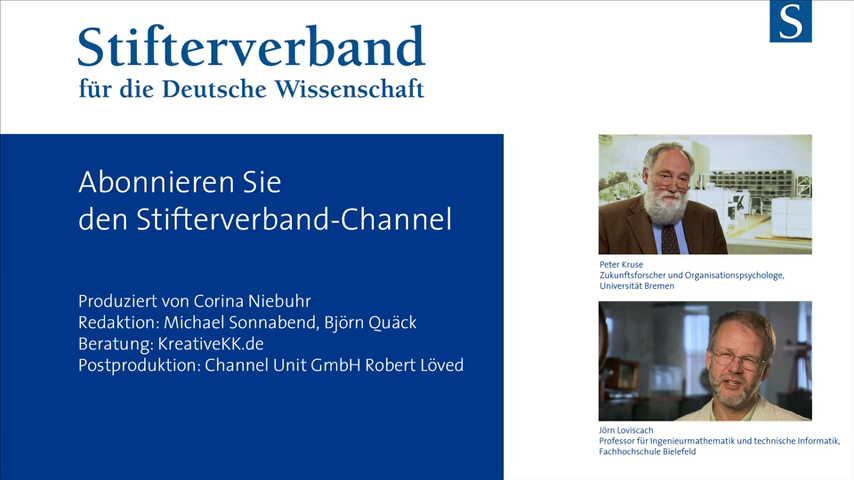 Stifterverband
für die Deutsche Wissenschaft
S
Abonnieren Sie
den Stifterverband-Channel
Produziert von Corina Niebuhr
Redaktion: Michael Sonnabend, Björn Quäck
Beratung: KreativeKK.de
Postproduktion: Channel Unit GmbH Robert Löved
Peter Kruse
Zukunftsforscher und Organisationspsychologe,
Universität Bremen
Jörn Loviscach
Professor für Ingenieurmathematik und technische Informatik,
Fachhochschule Bielefeld